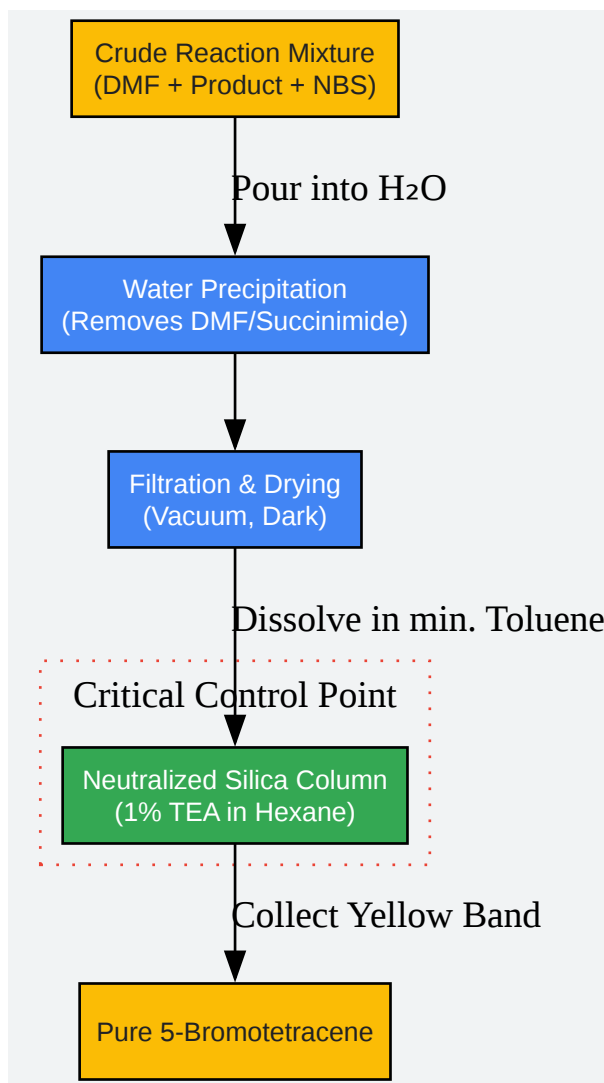 Crude Reaction Mixture
(DMF + Product + NBS)
Pour into H₂O
Water Precipitation
(Removes DMF/Succinimide)
Filtration & Drying
(Vacuum, Dark)
Dissolve in min. Toluene
Critical Control Point
Neutralized Silica Column
(1% TEA in Hexane)
Collect Yellow Band
Pure 5-Bromotetracene